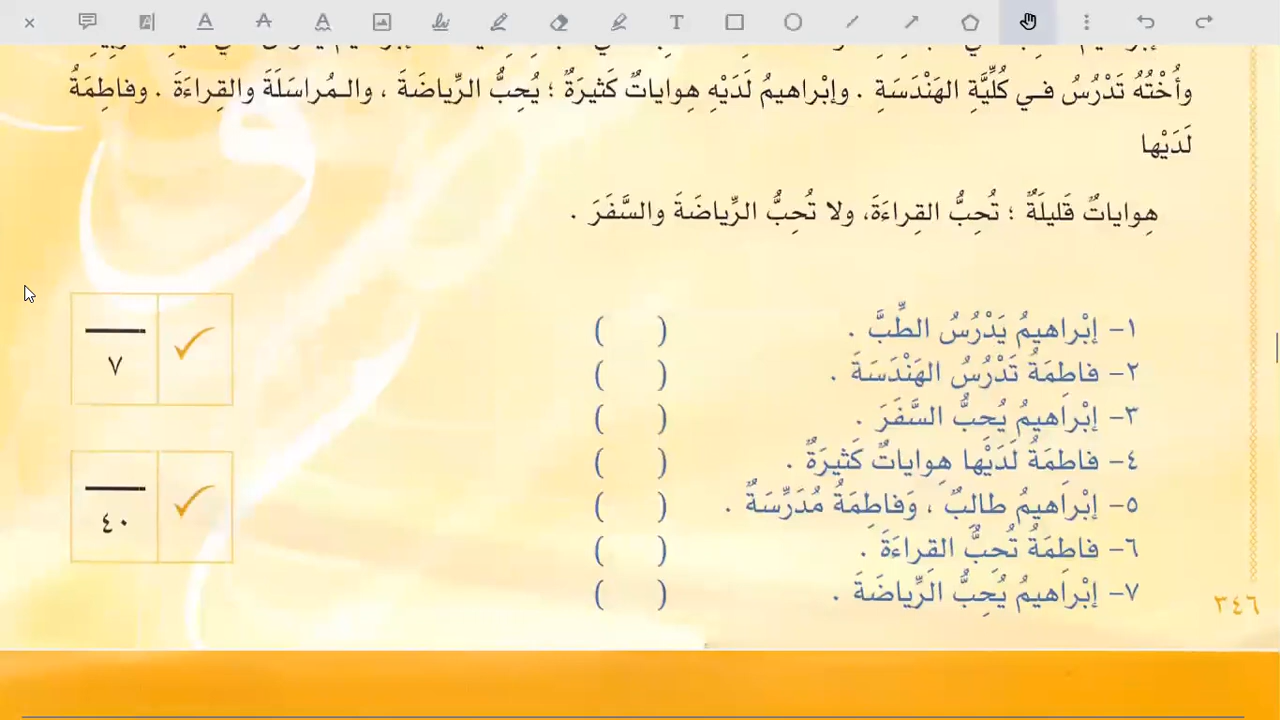 وأُخْتُهُ تَدْرُسُ فـي كُلِّيَّةِ الهَنْدَسَةِ . وإبْراهيمُ لَدَيْهِ هِواياتٌ كَثيرَةٌ ؛ يُحِبُّ الرِّياضَةَ ، والـمُراسَلَةَ والقِراءَةَ . وفاطِمَةُ
لَدَيْها
هِواياتٌ قَليلَةٌ ؛ تُحِبُّ القِراءَةَ، ولا تُحِبُّ الرِّياضَةَ والسَّفَرَ .
١- إبْراهيمُ يَدْرُسُ الطِّبَّ . ( )
٢- فاطِمَةُ تَدْرُسُ الهَنْدَسَةَ . ( )
٣- إبْراهيمُ يُحِبُّ السَّفَرَ . ( )
٤- فاطِمَةُ لَدَيْها هِواياتٌ كَثيرَةٌ . ( )
٥- إبْراهيمُ طالِبٌ ، وَفاطِمَةُ مُدَرِّسَةٌ . ( )
٦- فاطِمَةُ تُحِبُّ القِراءَةَ . ( )
٧- إبْراهيمُ يُحِبُّ الرِّياضَةَ . ( )
٧
٤٠
٣٤٦